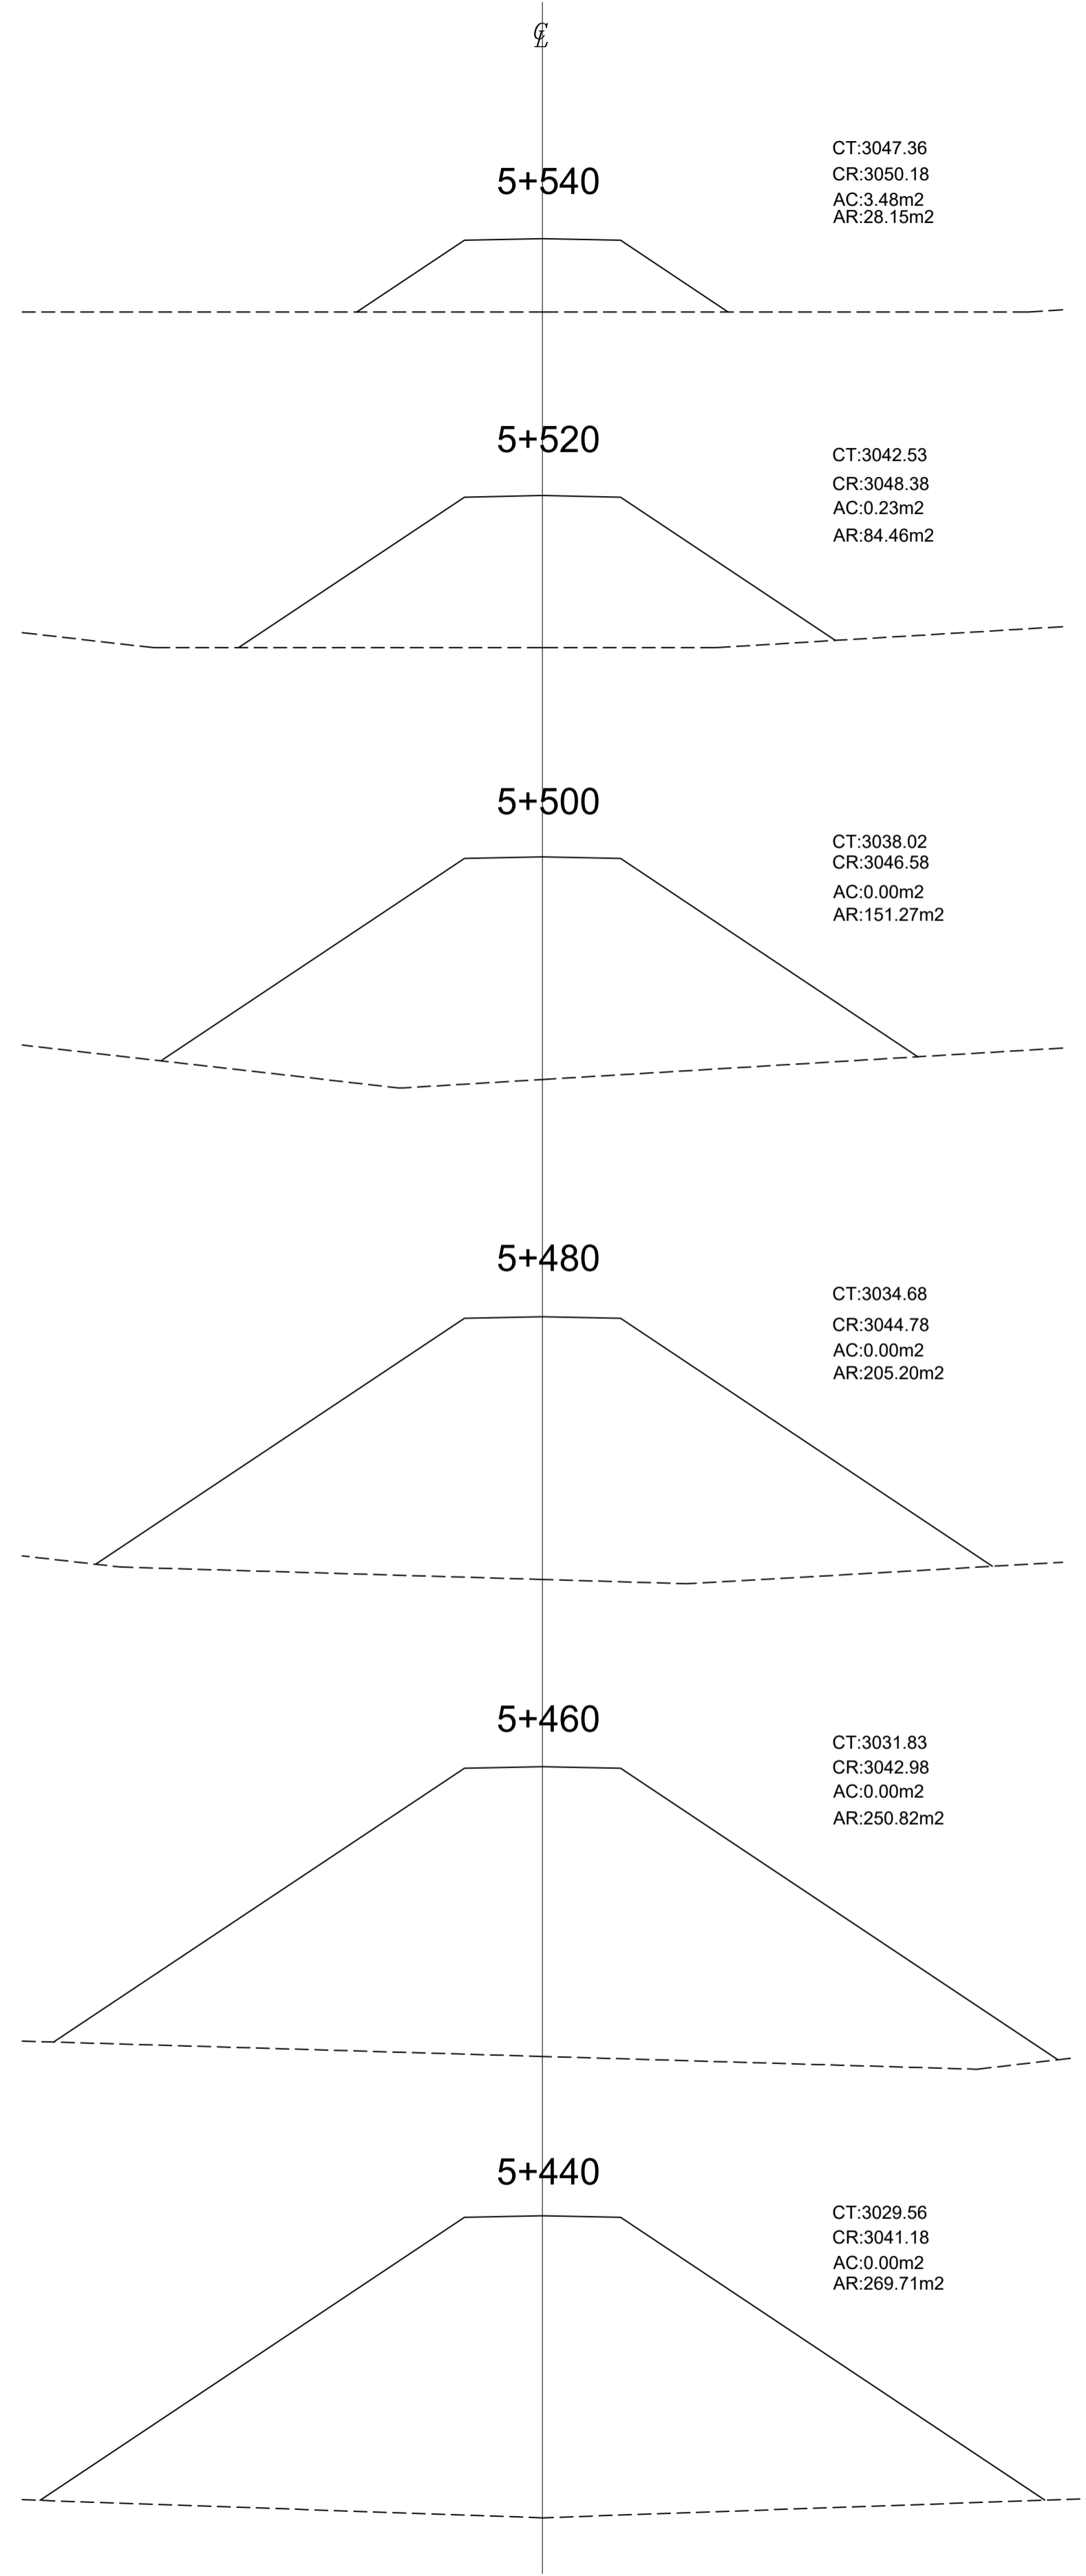 ℄
5+540
CT:3047.36
CR:3050.18
AC:3.48m2
AR:28.15m2
5+520
CT:3042.53
CR:3048.38
AC:0.23m2
AR:84.46m2
5+500
CT:3038.02
CR:3046.58
AC:0.00m2
AR:151.27m2
5+480
CT:3034.68
CR:3044.78
AC:0.00m2
AR:205.20m2
5+460
CT:3031.83
CR:3042.98
AC:0.00m2
AR:250.82m2
5+440
CT:3029.56
CR:3041.18
AC:0.00m2
AR:269.71m2